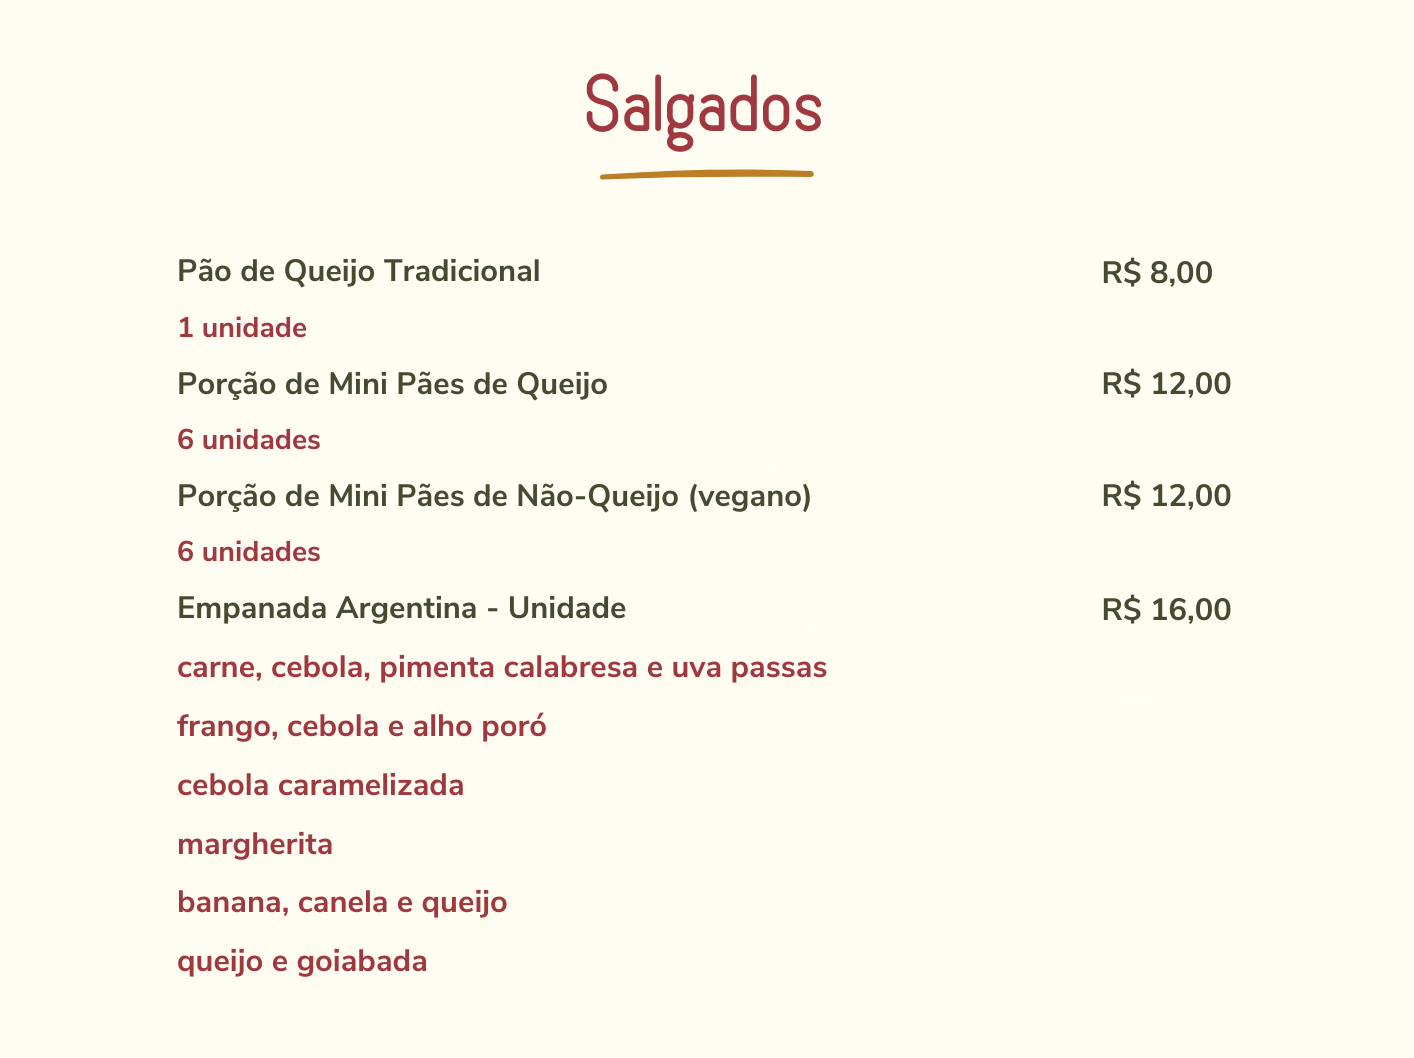 Salgados
Pão de Queijo Tradicional R$ 8,00
1 unidade
Porção de Mini Pães de Queijo R$ 12,00
6 unidades
Porção de Mini Pães de Não-Queijo (vegano) R$ 12,00
6 unidades
Empanada Argentina - Unidade R$ 16,00
carne, cebola, pimenta calabresa e uva passas
frango, cebola e alho poró
cebola caramelizada
margherita
banana, canela e queijo
queijo e goiabada